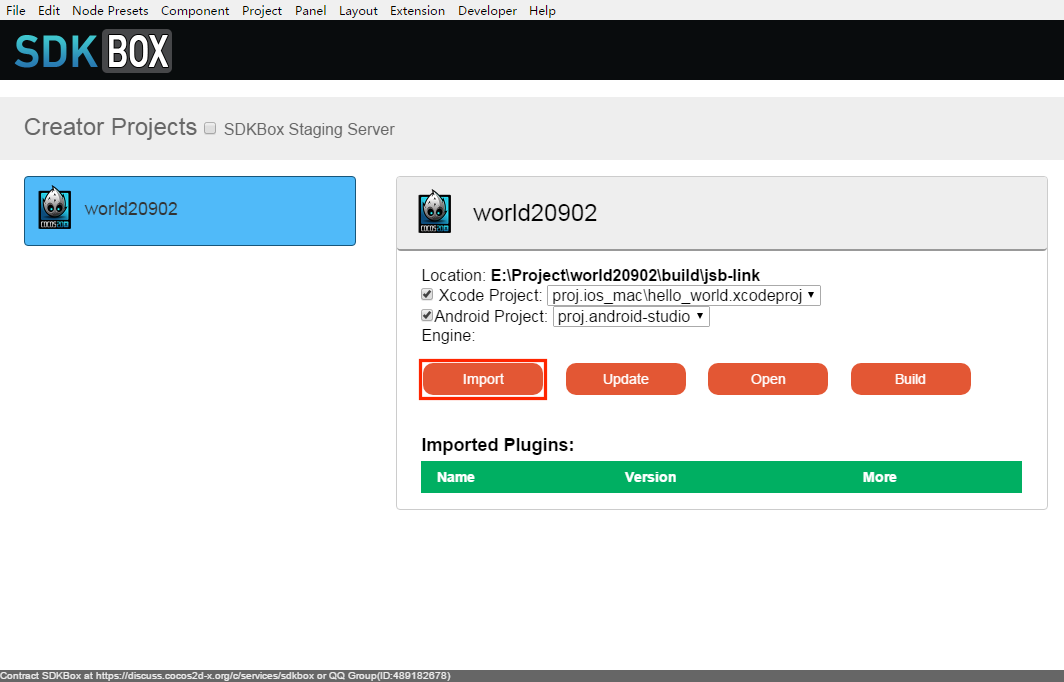 File Edit Node Presets Component Project Panel Layout Extension Developer Help
SDKBOX
Creator Projects SDKBox Staging Server
world20902
world20902
Location: E:\Project\world20902\build\jsb-link
Xcode Project: proj.ios_mac\hello_world.xcodeproj
Android Project: proj.android-studio
Engine:
Import Update Open Build
Imported Plugins:
Name Version More
Contract SDKBox at https://discuss.cocos2d-x.org/c/services/sdkbox or QQ Group(ID:489182678)